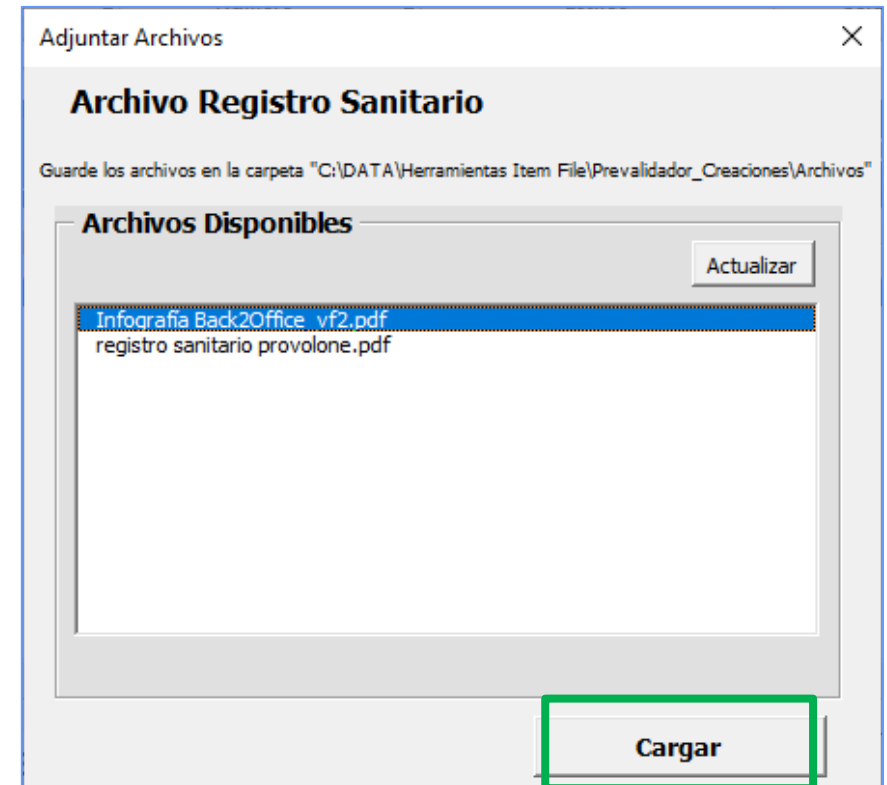 Adjuntar Archivos
Archivo Registro Sanitario
Guarde los archivos en la carpeta "C:\DATA\Herramientas Item File\Prevalidador_Creaciones\Archivos"
Archivos Disponibles
Actualizar
Infografía Back2Office_vf2.pdf
registro sanitario provolone.pdf
Cargar